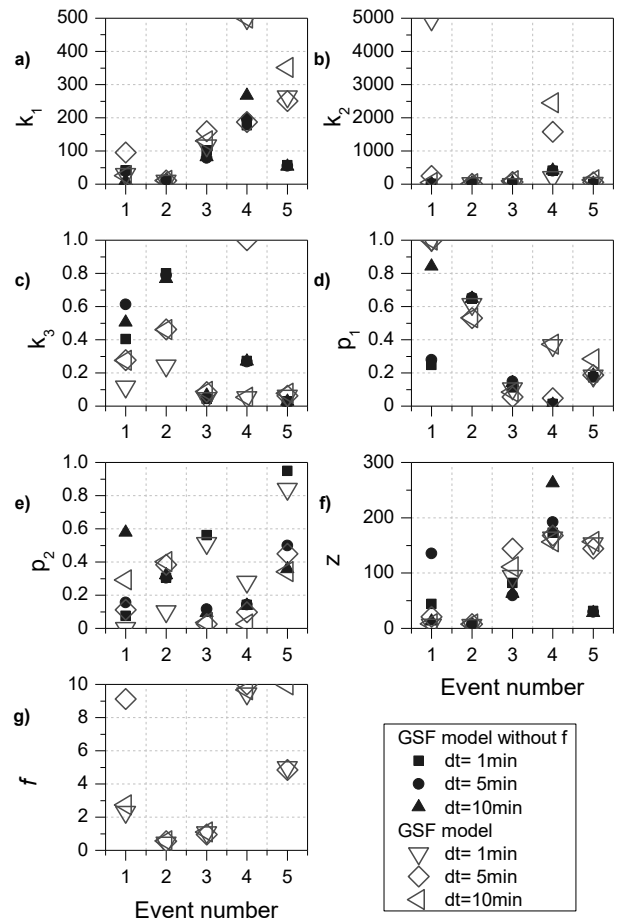 a)
k1
500
400
300
200
100
0
1 2 3 4 5
b)
k2
5000
4000
3000
2000
1000
0
1 2 3 4 5
c)
k3
1.0
0.8
0.6
0.4
0.2
0.0
1 2 3 4 5
d)
p1
1.0
0.8
0.6
0.4
0.2
0.0
1 2 3 4 5
e)
p2
1.0
0.8
0.6
0.4
0.2
0.0
1 2 3 4 5
f)
z
300
200
100
0
1 2 3 4 5
Event number
g)
f
10
8
6
4
2
0
1 2 3 4 5
Event number
GSF model without f
dt= 1min
dt= 5min
dt=10min
GSF model
dt= 1min
dt= 5min
dt=10min